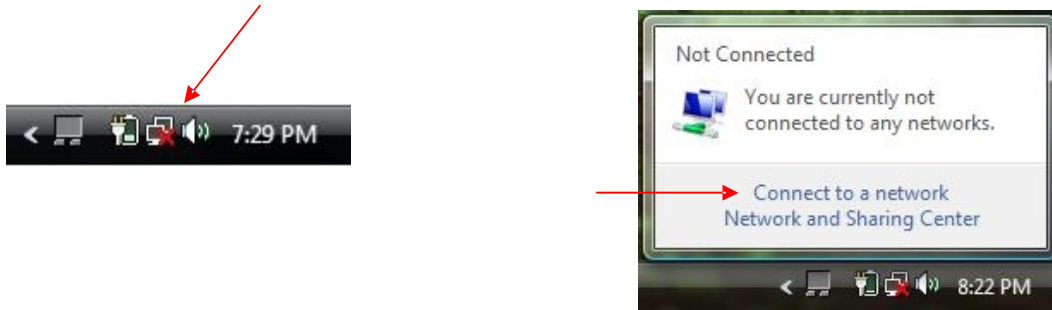 7:29 PM
Not Connected
You are currently not
connected to any networks.
Connect to a network
Network and Sharing Center
8:22 PM